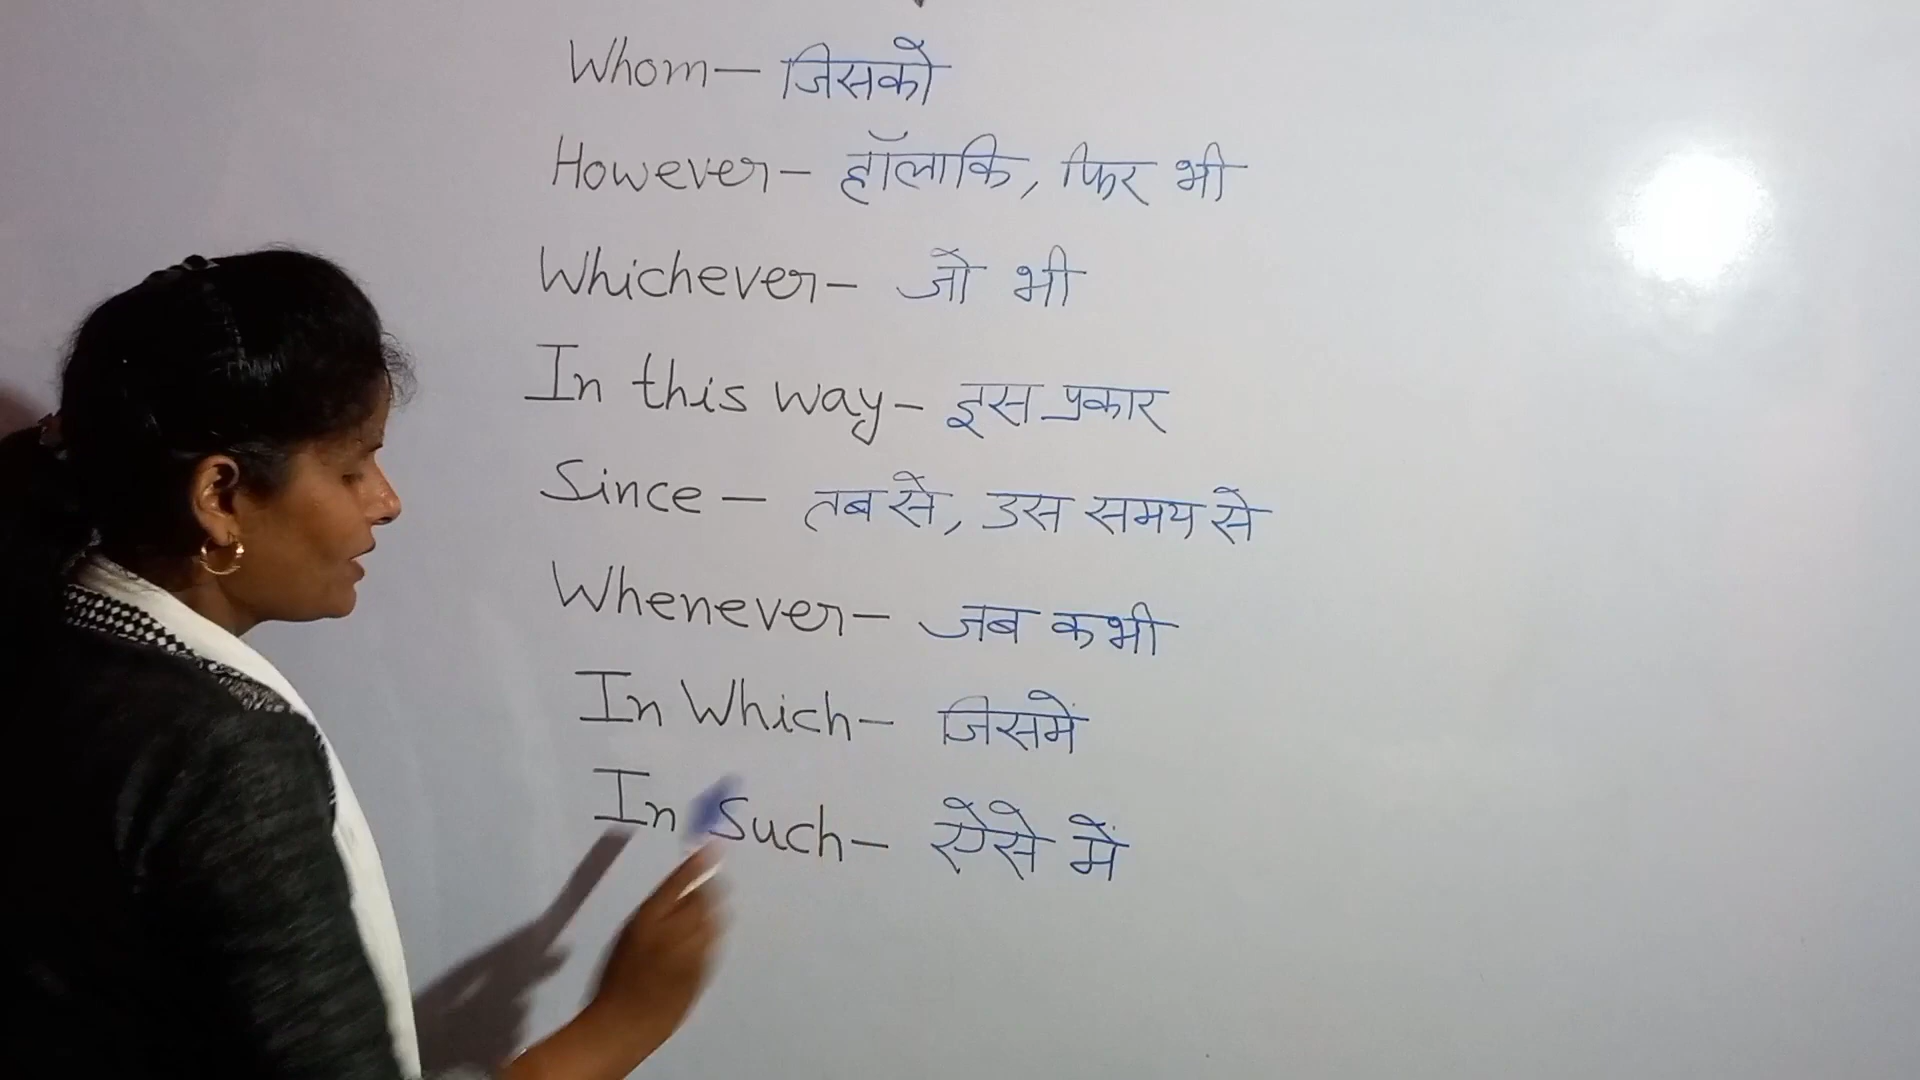 Whom— जिसको
However— हॉलाकि, फिर भी
Whichever— जो भी
In this way— इस प्रकार
Since — तब से, उस समय से
Whenever— जब कभी
In Which— जिसमें
In Such— ऐसे में